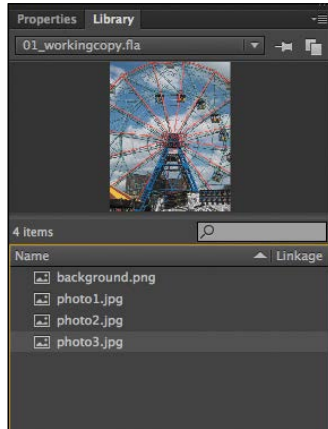 Properties Library
01_workingcopy.fla
4 items
Name Linkage
background.png
photo1.jpg
photo2.jpg
photo3.jpg